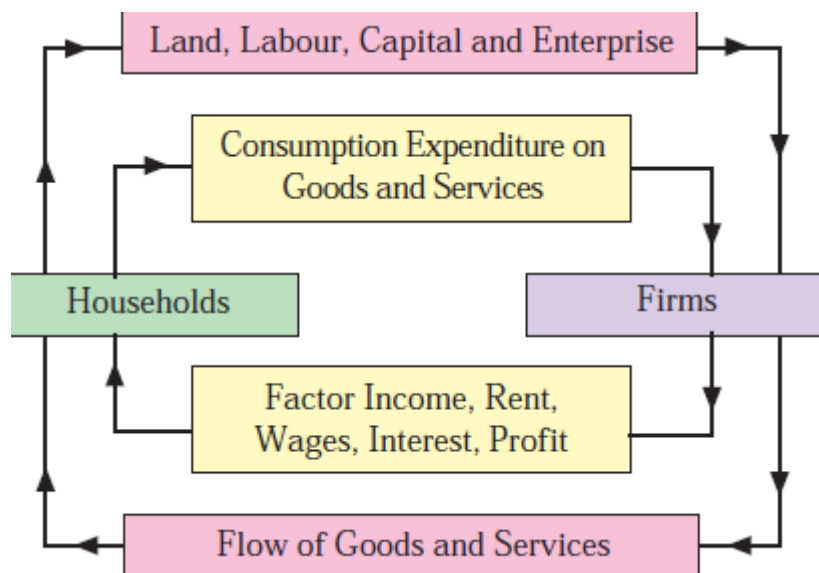 Land, Labour, Capital and Enterprise
Consumption Expenditure on
Goods and Services
Households
Firms
Factor Income, Rent,
Wages, Interest, Profit
Flow of Goods and Services